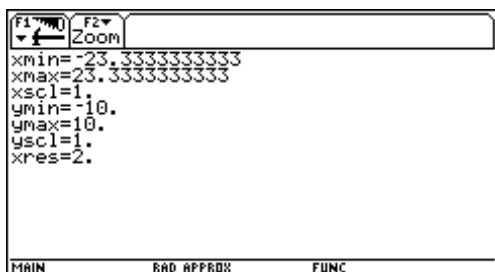 F1 F2
Zoom
xmin=-23.3333333333
xmax=23.3333333333
xscl=1.
ymin=-10.
ymax=10.
yscl=1.
xres=2.
MAIN RAD APPROX FUNC